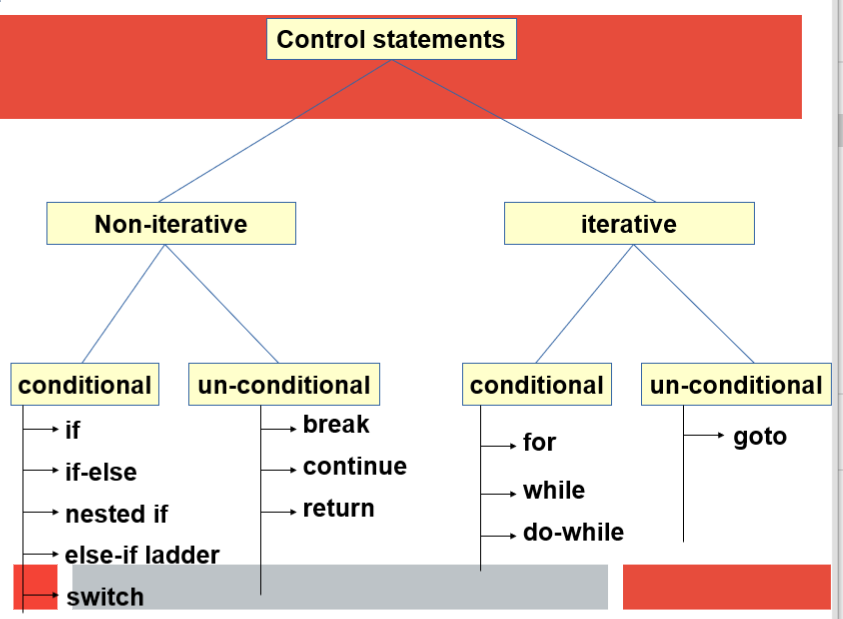 Control statements
Non-iterative
iterative
conditional
un-conditional
conditional
un-conditional
if
if-else
nested if
else-if ladder
switch
break
continue
return
for
while
do-while
goto